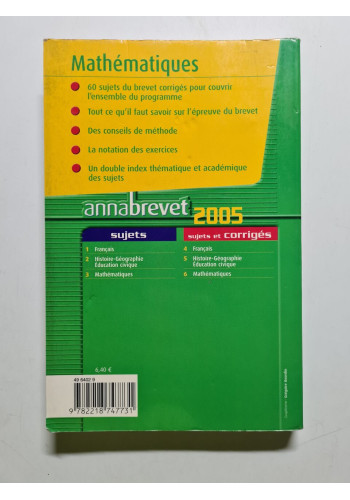 Mathématiques
60 sujets du brevet corrigés pour couvrir
l'ensemble du programme
Tout ce qu'il faut savoir sur l'épreuve du brevet
Des conseils de méthode
La notation des exercices
Un double index thématique et académique
des sujets
annabrevet 2005
sujets
sujets et corrigés
1 Français
2 Histoire-Géographie
Éducation civique
3 Mathématiques
4 Français
5 Histoire-Géographie
Éducation civique
6 Mathématiques
6,40 €
49 8402 9
9 782218 747731